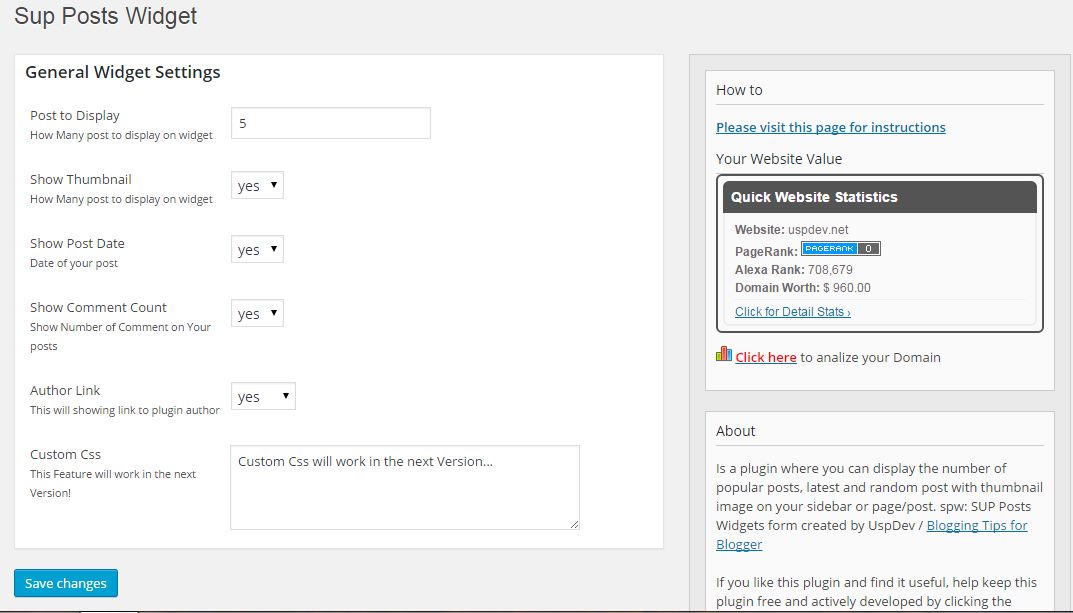 Sup Posts Widget
General Widget Settings
Post to Display
How Many post to display on widget
5
Show Thumbnail
How Many post to display on widget
yes
Show Post Date
Date of your post
yes
Show Comment Count
Show Number of Comment on Your
posts
yes
Author Link
This will showing link to plugin author
yes
Custom Css
This Feature will work in the next
Version!
Custom Css will work in the next Version...
Save changes
How to
Please visit this page for instructions
Your Website Value
Quick Website Statistics
Website: uspdev.net
PageRank: PAGERANK 0
Alexa Rank: 708,679
Domain Worth: $ 960.00
Click for Detail Stats ›
Click here to analize your Domain
About
Is a plugin where you can display the number of
popular posts, latest and random post with thumbnail
image on your sidebar or page/post. spw: SUP Posts
Widgets form created by UspDev / Blogging Tips for
Blogger
If you like this plugin and find it useful, help keep this
plugin free and actively developed by clicking the